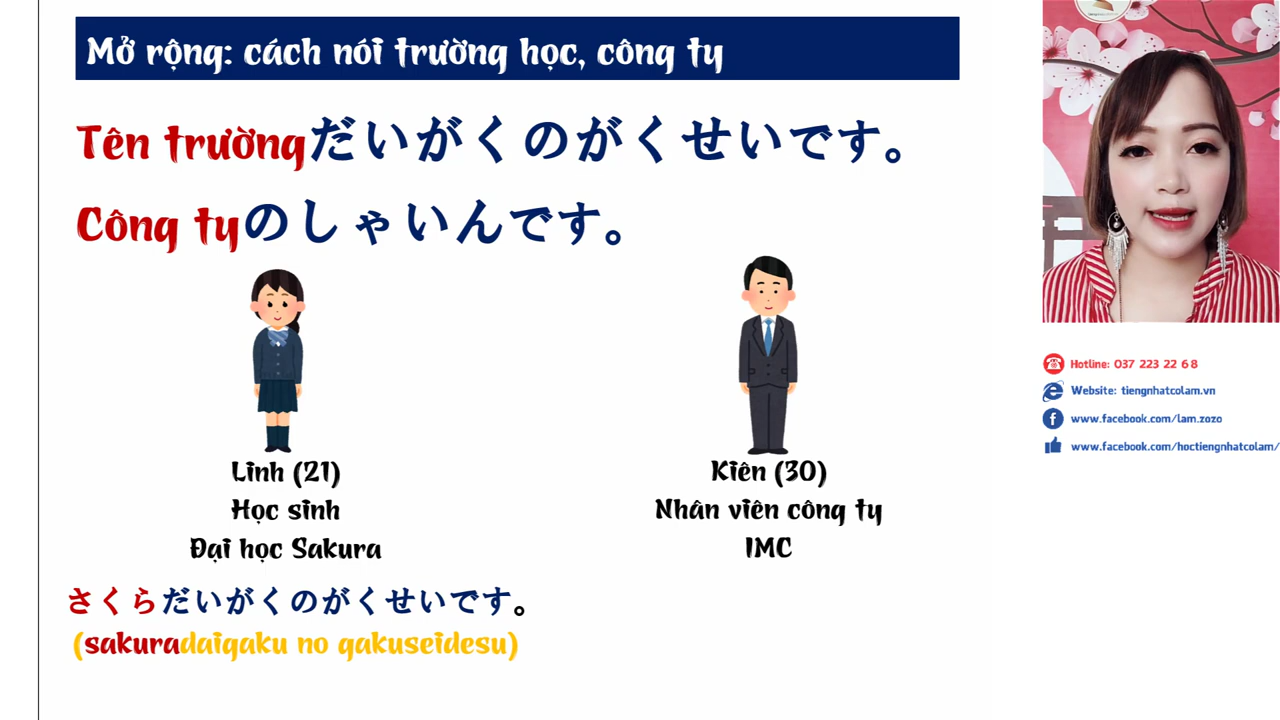 Mở rộng: cách nói trường học, công ty
Tên trườngだいがくのがくせいです。
Công tyのしゃいんです。
Linh (21)
Học sinh
Đại học Sakura
Kiên (30)
Nhân viên công ty
IMC
さくらだいがくのがくせいです。
(sakuradaigaku no gakuseidesu)
Hotline: 037 223 22 68
Website: tiengnhatcolam.vn
www.facebook.com/lam.zozo
www.facebook.com/hoctiengnhatcolam/